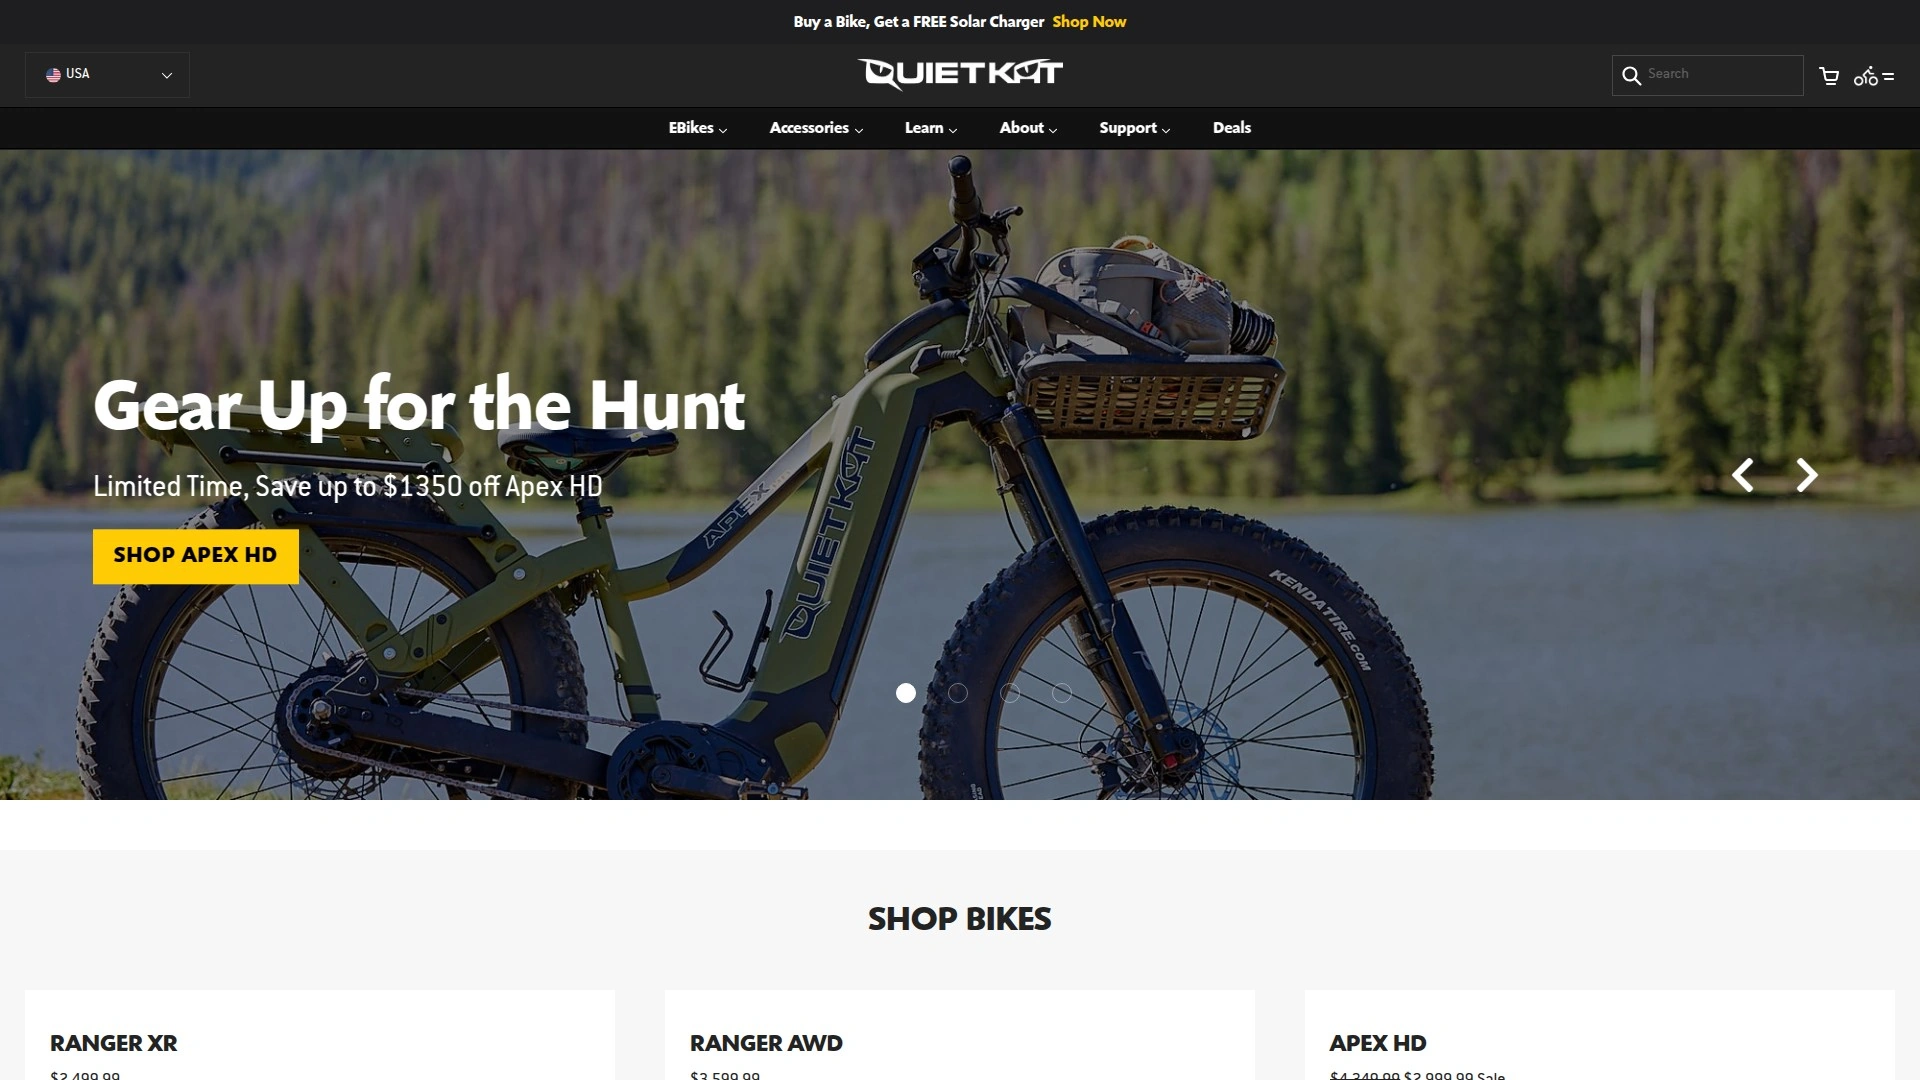 Buy a Bike, Get a FREE Solar Charger Shop Now
USA
QUIETKAT
Search
EBikes
Accessories
Learn
About
Support
Deals
Gear Up for the Hunt
Limited Time, Save up to $1350 off Apex HD
SHOP APEX HD
APEX
QUIETKAT
KENDATIRE.COM
SHOP BIKES
RANGER XR
$2,499.99
RANGER AWD
$3,599.99
APEX HD
$4,349.99 $2,999.99 Sale